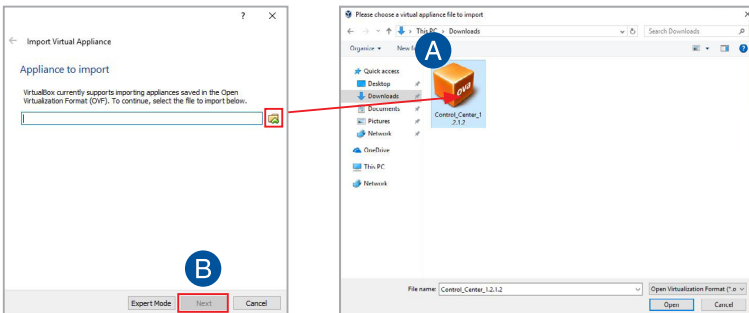 ?
Import Virtual Appliance
Appliance to import
VirtualBox currently supports importing appliances saved in the Open
Virtualization Format (OVF). To continue, select the file to import below.
B
Expert Mode
Next
Cancel
Please choose a virtual appliance file to import
This PC > Downloads
Search Downloads
Organize
New
A
Quick access
Desktop
Downloads
Documents
Pictures
Network
OneDrive
This PC
Network
ova
Control_Center_1
.2.1.2
File name:
Control_Center_1.2.1.2
Open Virtualization Format (*.o
Open
Cancel